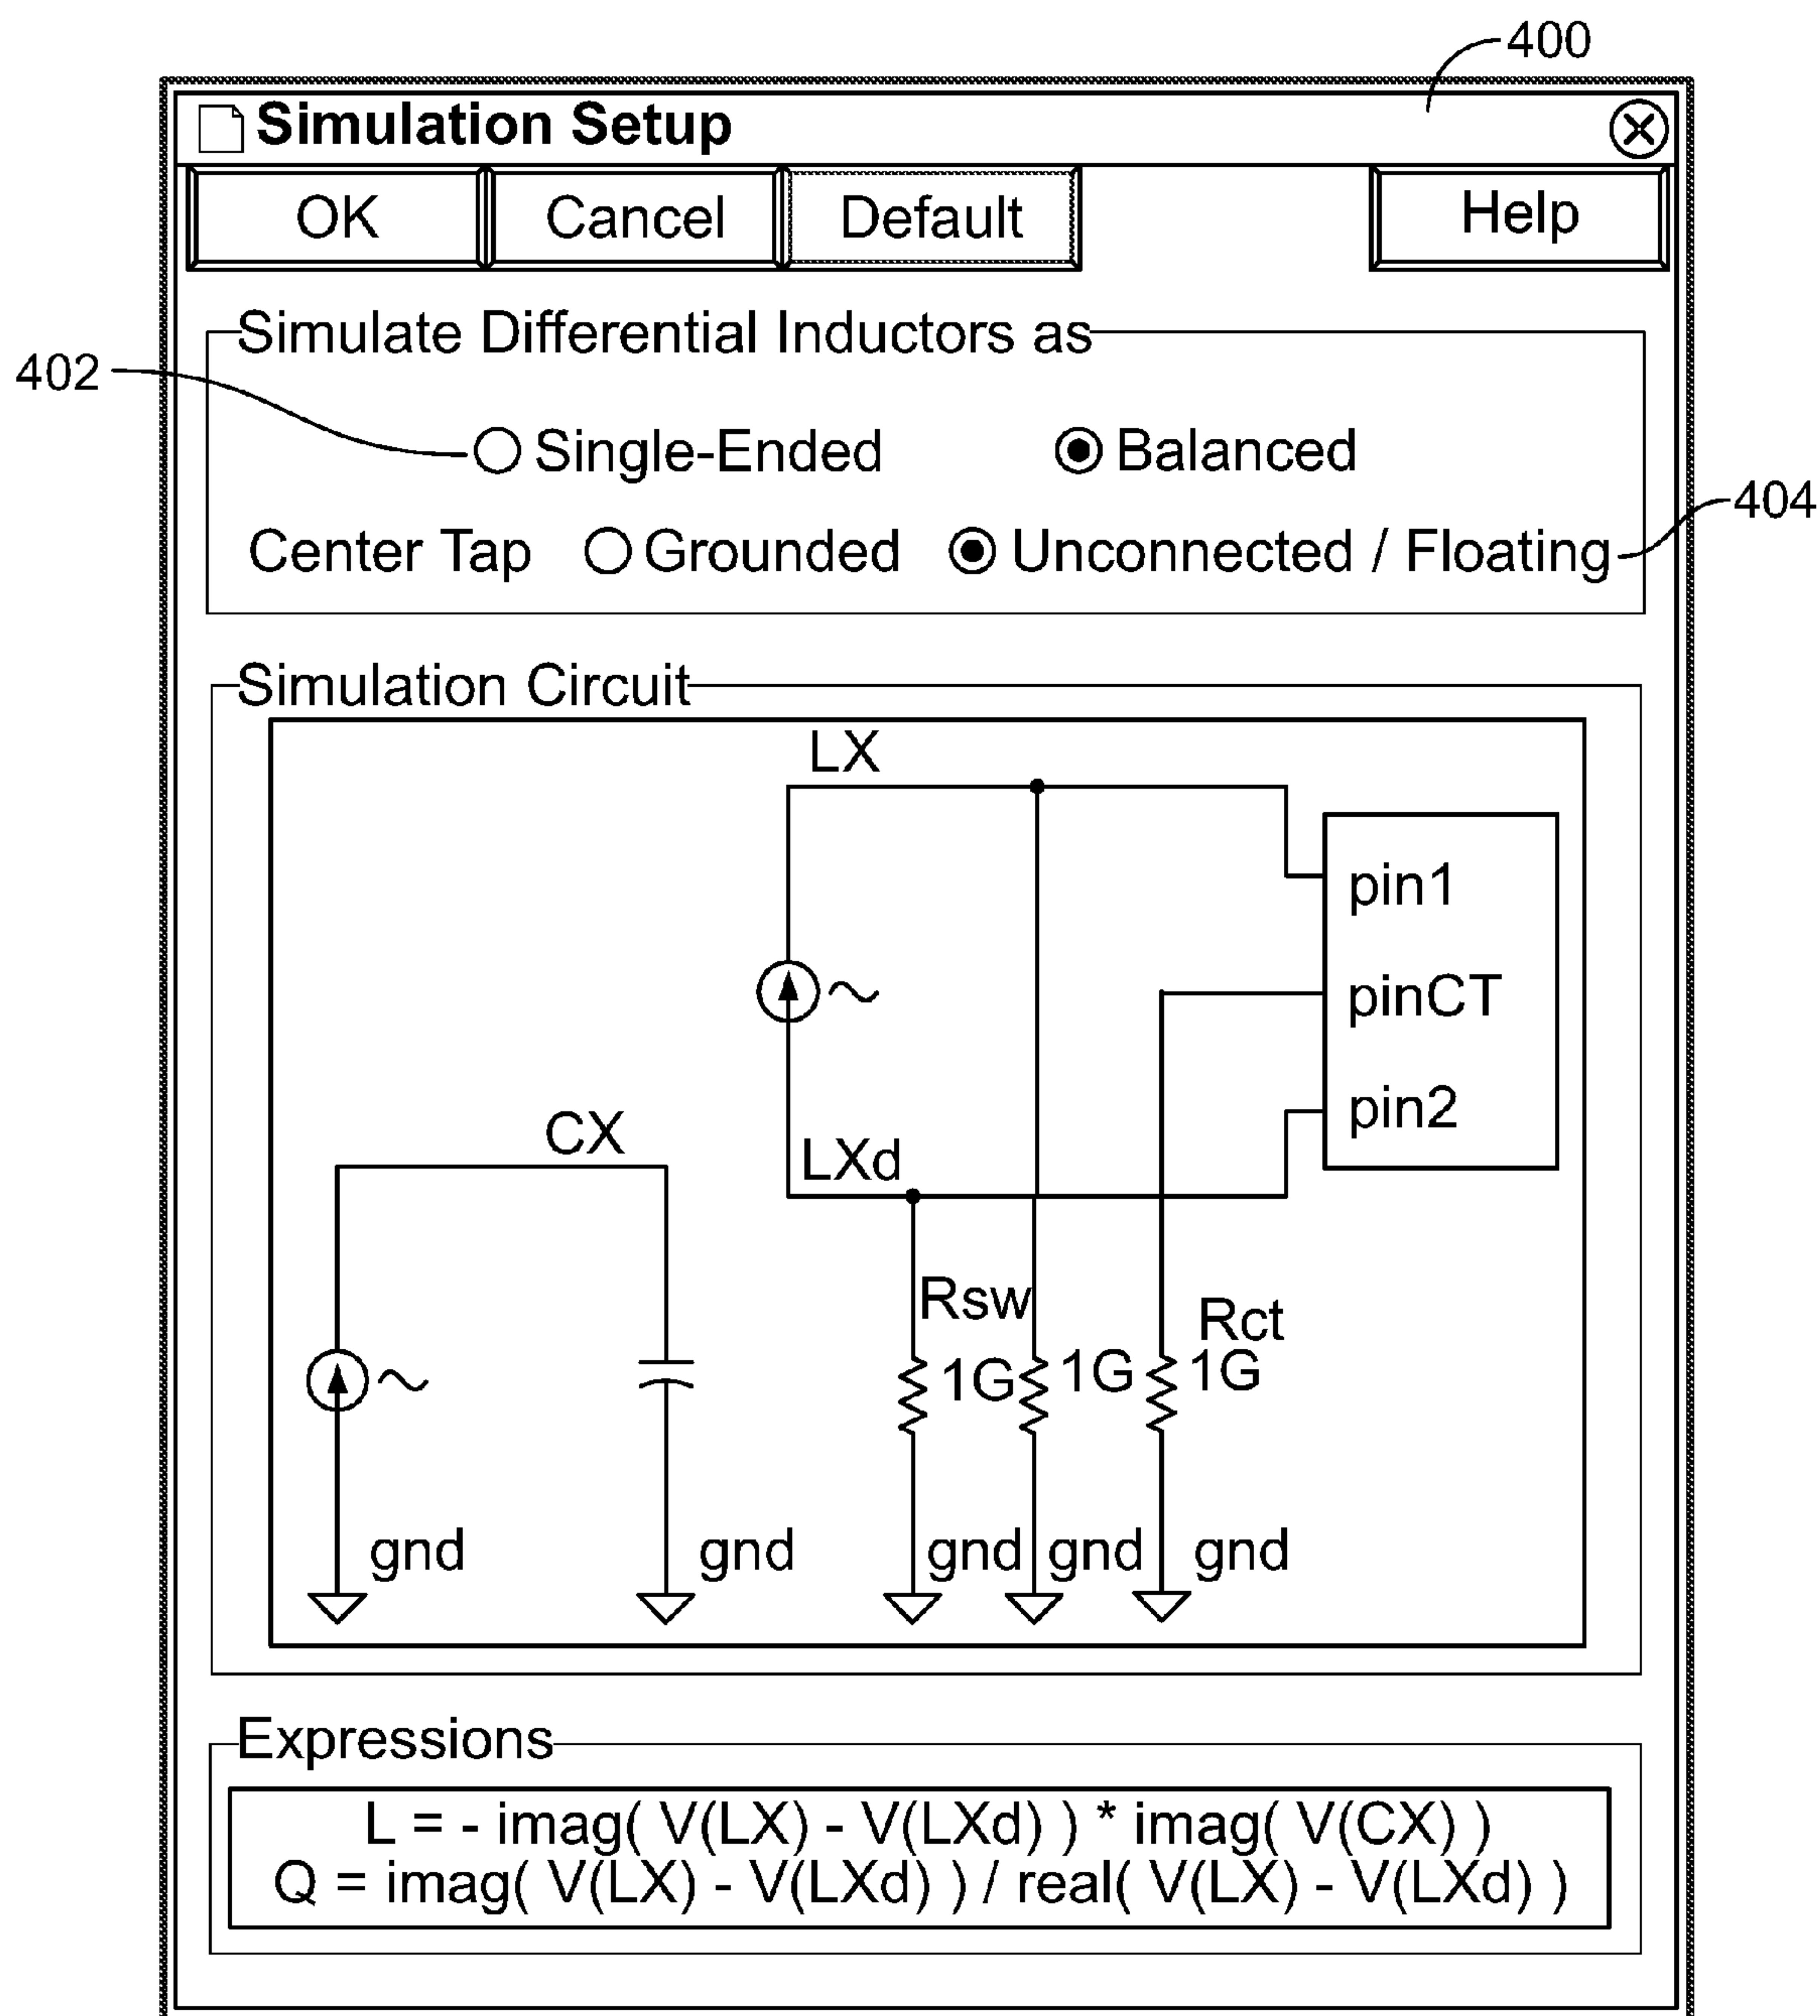 400
Simulation Setup
OK Cancel Default Help
Simulate Differential Inductors as
402
Single-Ended Balanced
404
Center Tap Grounded Unconnected / Floating
Simulation Circuit
LX
pin1
pinCT
pin2
CX
LXd
Rsw
Rct
1G 1G 1G
gnd gnd gnd gnd gnd
Expressions
L = - imag( V(LX) - V(LXd) ) * imag( V(CX) )
Q = imag( V(LX) - V(LXd) ) / real( V(LX) - V(LXd) )